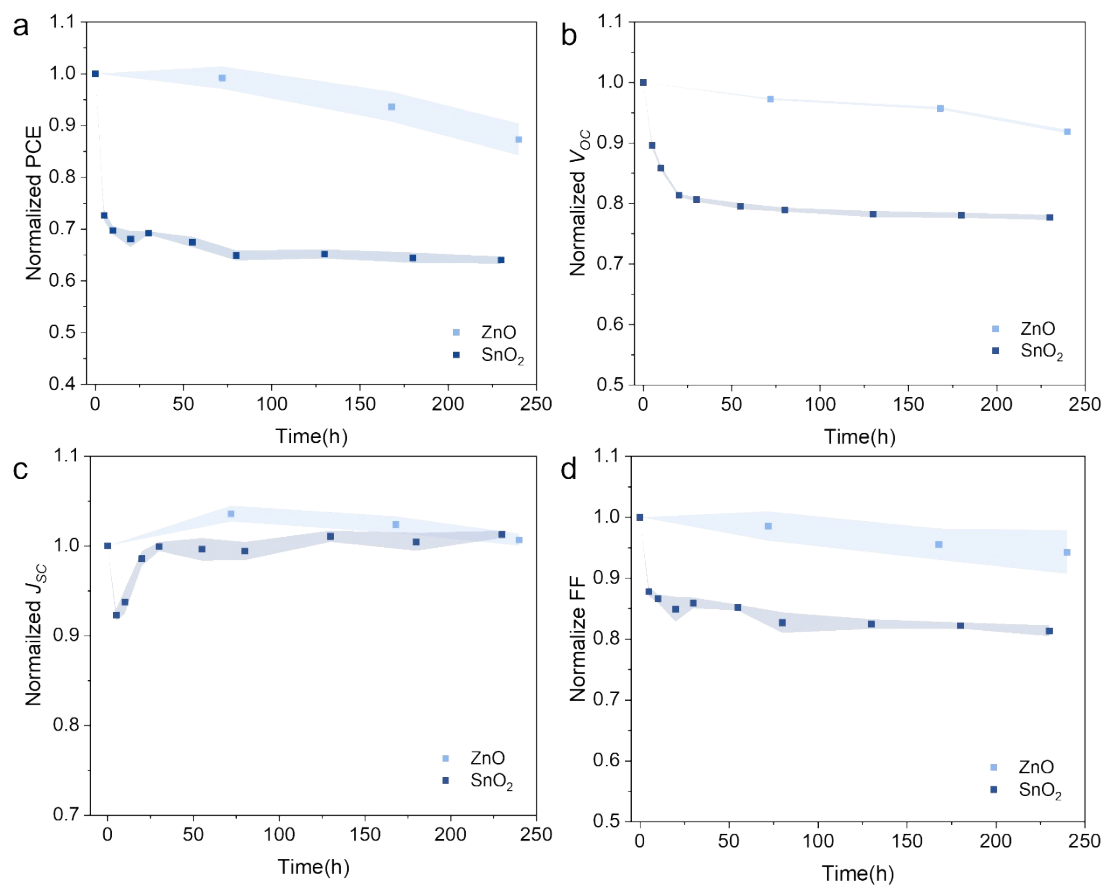 a
1.1
1.0
0.9
0.8
0.7
0.6
0.5
0.4
Normalized PCE
ZnO
SnO₂
0 50 100 150 200 250
Time(h)
b
1.1
1.0
0.9
0.8
0.7
0.6
0.5
Normalized VOC
ZnO
SnO₂
0 50 100 150 200 250
Time(h)
c
1.1
1.0
0.9
0.8
0.7
Normailzed JSC
ZnO
SnO₂
0 50 100 150 200 250
Time(h)
d
1.1
1.0
0.9
0.8
0.7
0.6
0.5
Normalize FF
ZnO
SnO₂
0 50 100 150 200 250
Time(h)